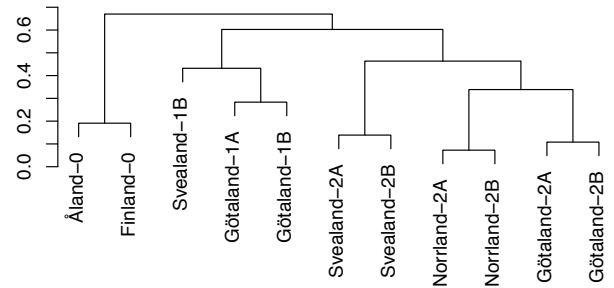 0.6
0.4
0.2
0.0
Åland−0
Finland−0
Svealand−1B
Götaland−1A
Götaland−1B
Svealand−2A
Svealand−2B
Norrland−2A
Norrland−2B
Götaland−2A
Götaland−2B